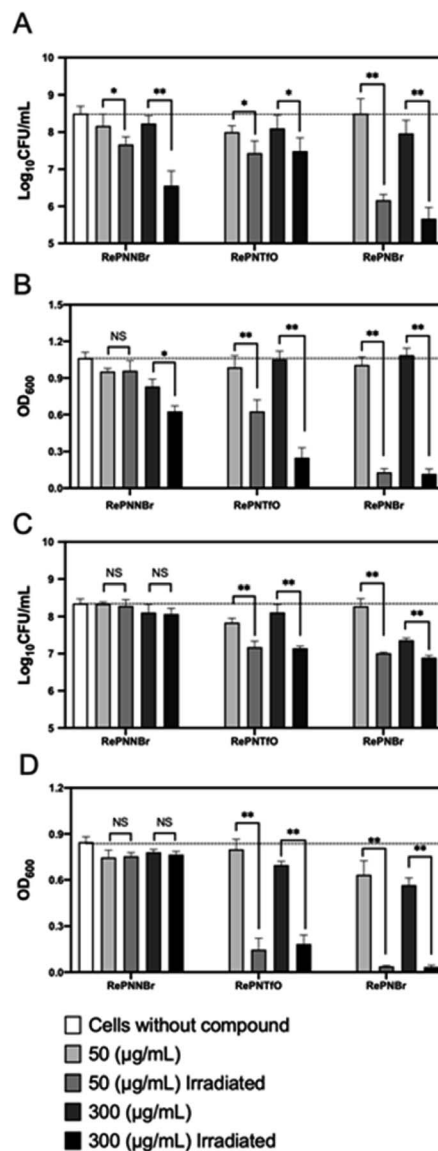 A
10
9
8
7
6
5
Log10CFU/mL
* ** * * ** **
RePNNBr RePNTfO RePNBr
B
1.5
1.2
0.9
0.6
0.3
0.0
OD600
NS * ** ** ** **
RePNNBr RePNTfO RePNBr
C
10
9
8
7
6
5
Log10CFU/mL
NS NS ** ** ** **
RePNNBr RePNTfO RePNBr
D
1.2
0.9
0.6
0.3
0.0
OD600
NS NS ** ** ** **
RePNNBr RePNTfO RePNBr
Cells without compound
50 (µg/mL)
50 (µg/mL) Irradiated
300 (µg/mL)
300 (µg/mL) Irradiated